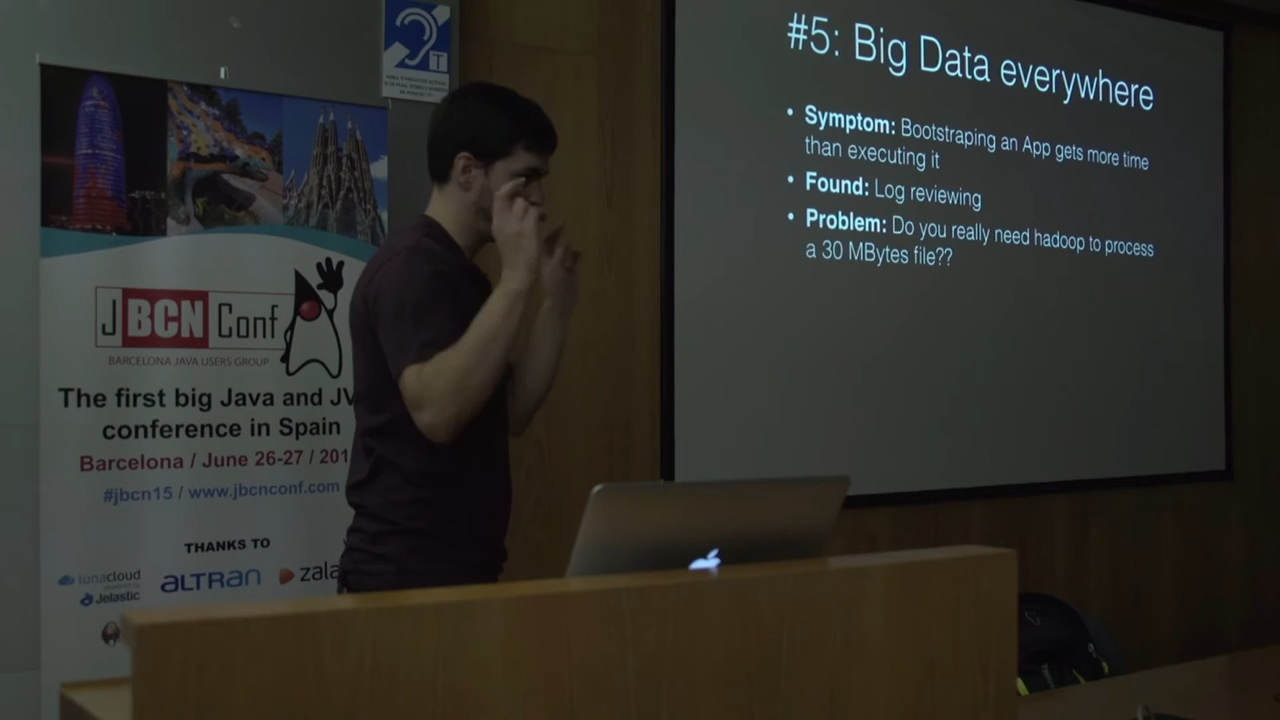 #5: Big Data everywhere
• Symptom: Bootstraping an App gets more time
than executing it
• Found: Log reviewing
• Problem: Do you really need hadoop to process
a 30 MBytes file??
T
JBCNConf
BARCELONA JAVA USERS GROUP
The first big Java and JV
conference in Spain
Barcelona / June 26-27 / 201
#jbcn15 / www.jbcnconf.com
THANKS TO
lunacloud
powered by
Jelastic
ALTRAN
zala